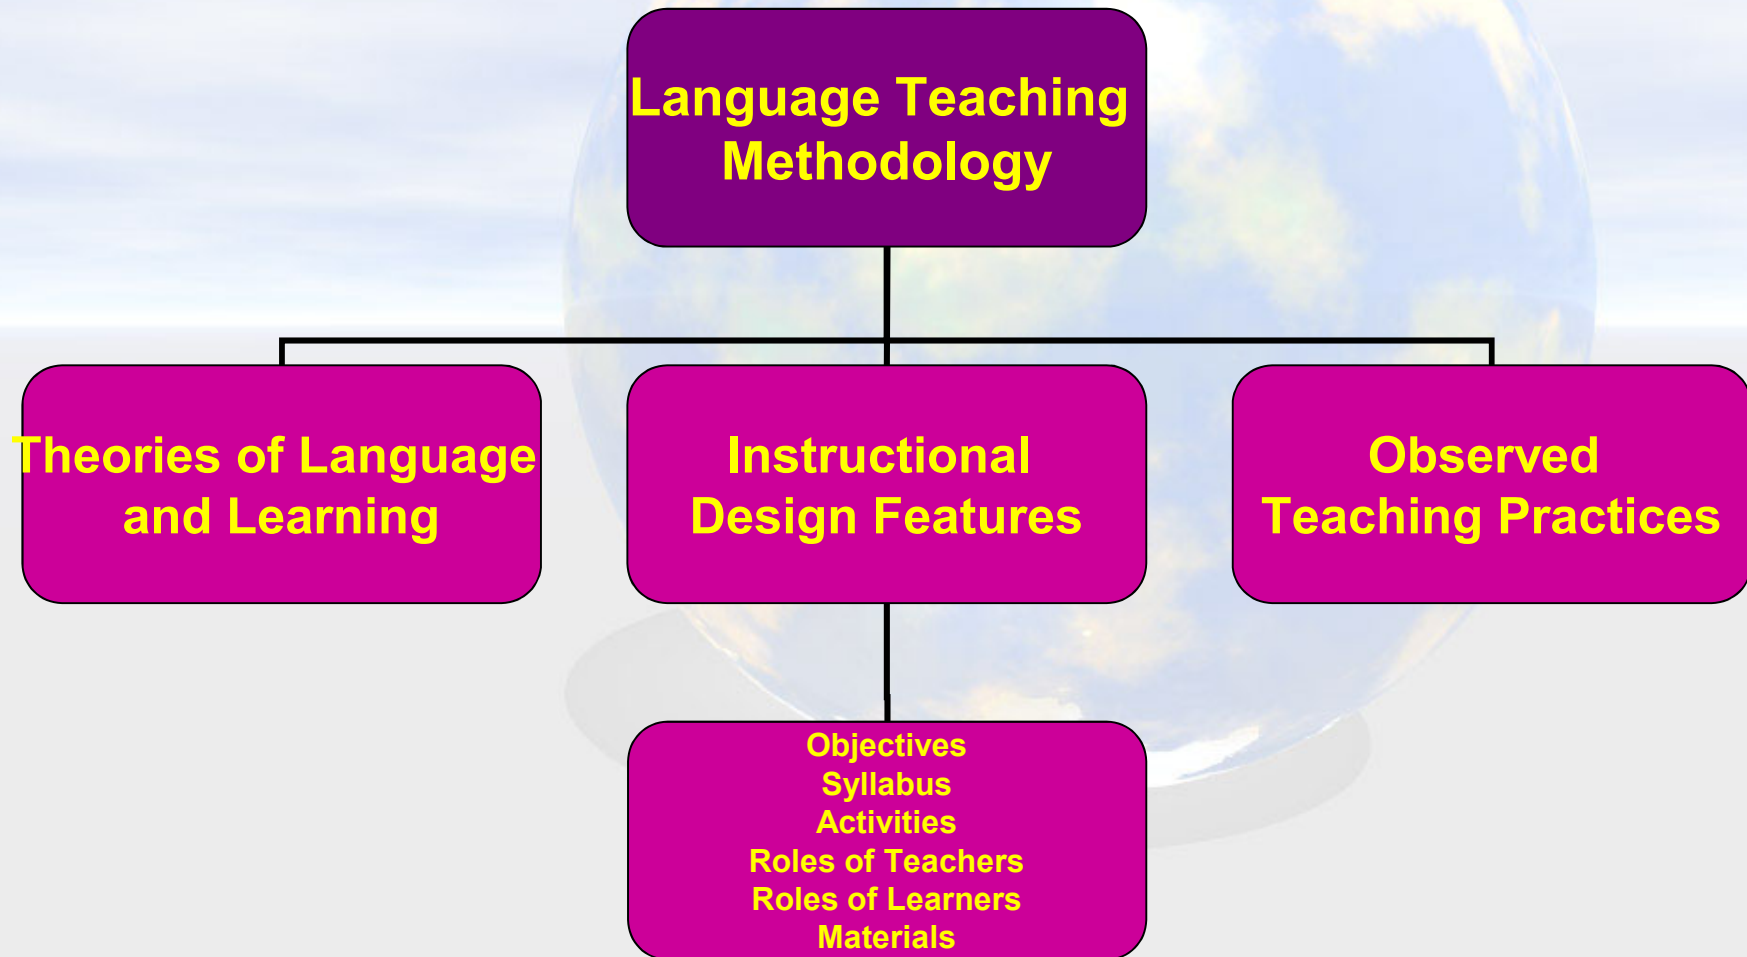 Language Teaching
Methodology
Theories of Language
and Learning
Instructional
Design Features
Observed
Teaching Practices
Objectives
Syllabus
Activities
Roles of Teachers
Roles of Learners
Materials